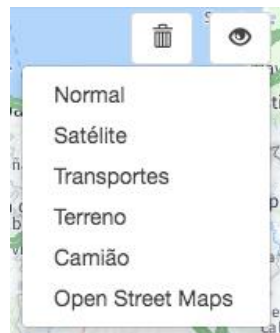 Normal
Satélite
Transportes
Terreno
Camião
Open Street Maps